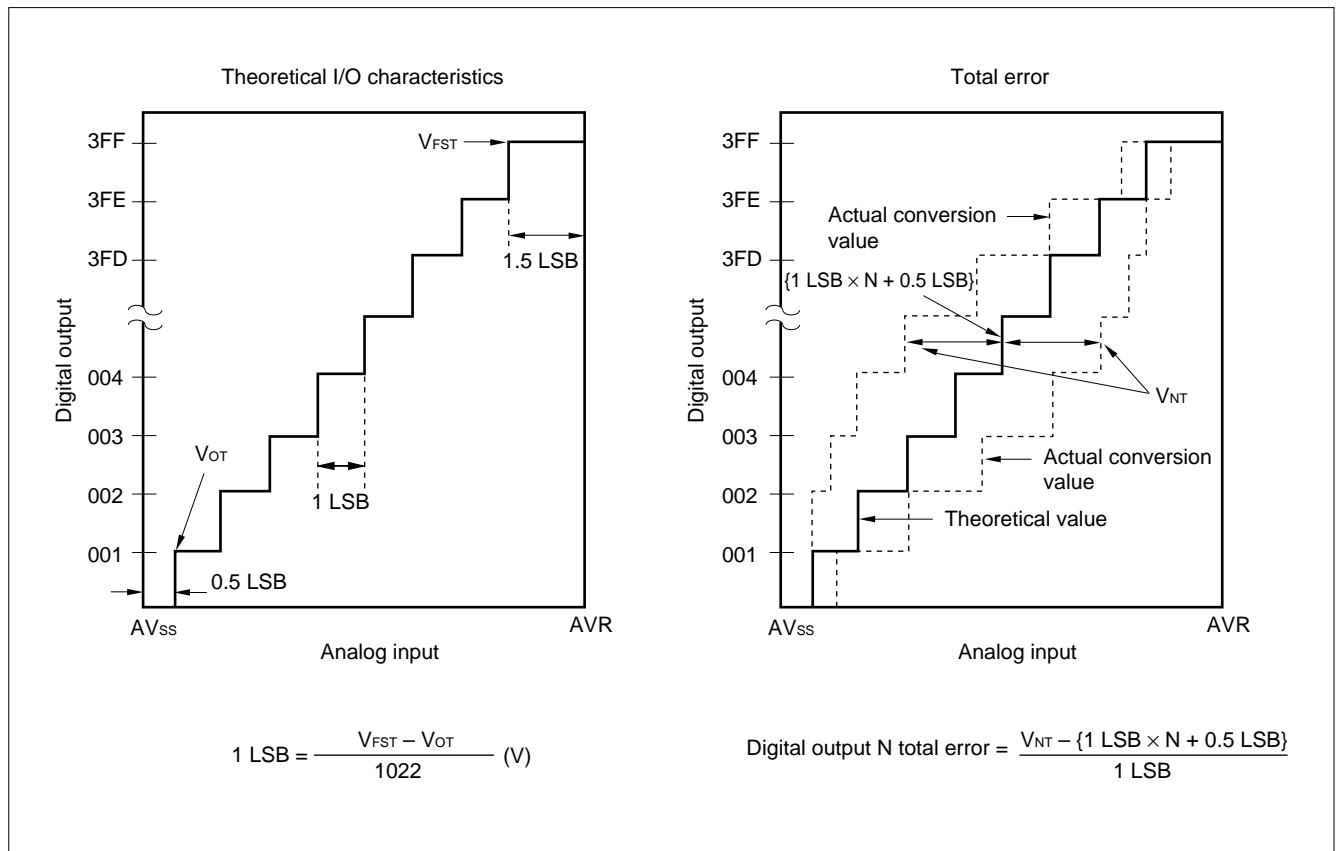 Theoretical I/O characteristics
3FF
3FE
3FD
004
003
002
001
Digital output
VFST
1.5 LSB
VOT
1 LSB
0.5 LSB
AVSS
AVR
Analog input
1 LSB = VFST – VOT / 1022 (V)
Total error
3FF
3FE
3FD
004
003
002
001
Digital output
Actual conversion
value
{1 LSB × N + 0.5 LSB}
VNT
Actual conversion
value
Theoretical value
AVSS
AVR
Analog input
Digital output N total error = VNT – {1 LSB × N + 0.5 LSB} / 1 LSB